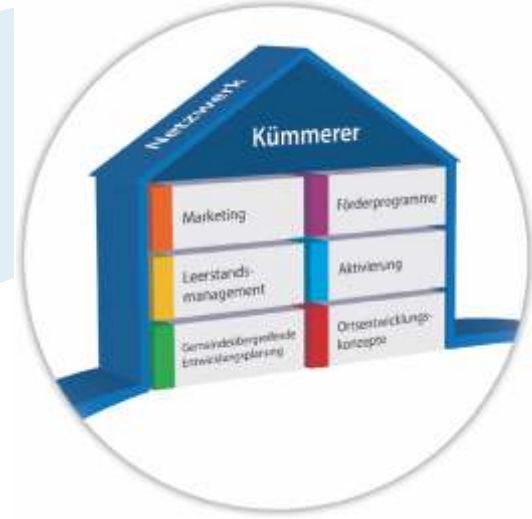 Netzwerk
Kümmerer
Marketing
Förderprogramme
Leerstands-
management
Aktivierung
Gemeindeübergreifende
Entwicklungsplanung
Ortsentwicklungs-
konzepte